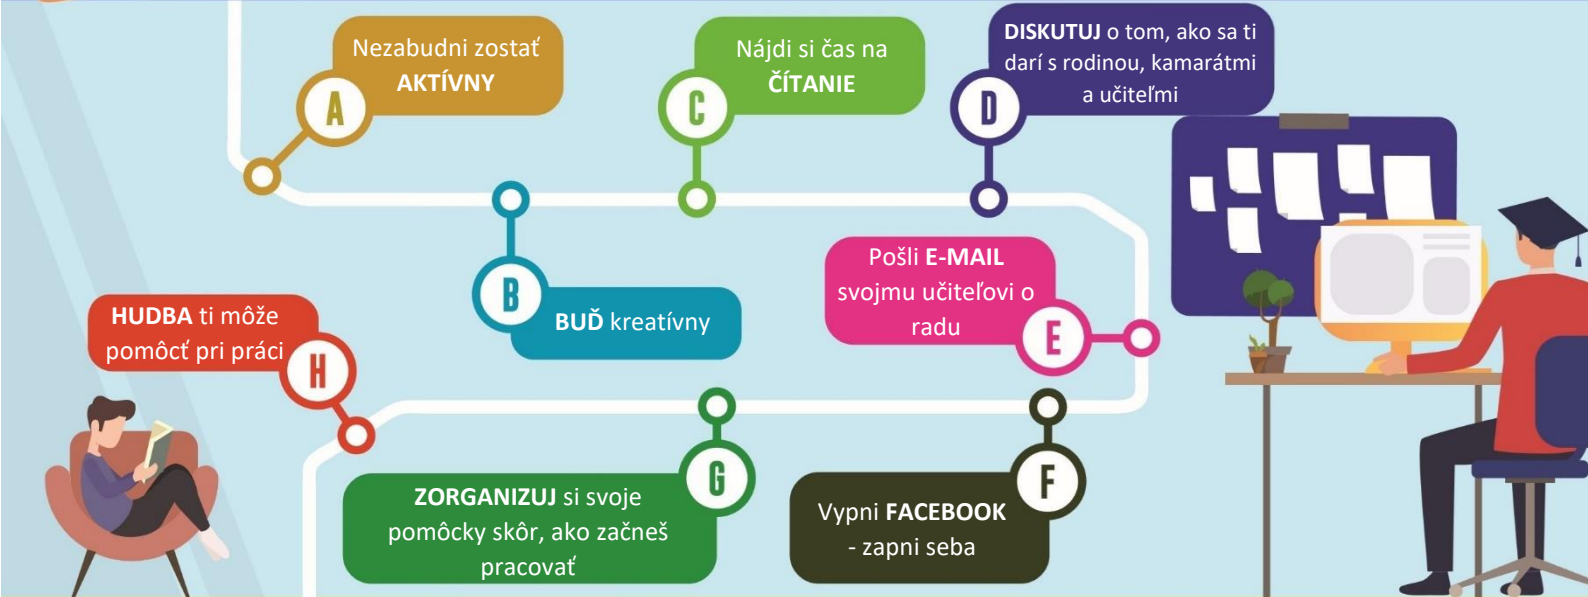 A
Nezabudni zostať
AKTÍVNY
B
BUĎ kreatívny
C
Nájdi si čas na
ČÍTANIE
D
DISKUTUJ o tom, ako sa ti
darí s rodinou, kamarátmi
a učiteľmi
E
Pošli E-MAIL
svojmu učiteľovi o
radu
F
Vypni FACEBOOK
- zapni seba
G
ZORGANIZUJ si svoje
pomôcky skôr, ako začneš
pracovať
H
HUDBA ti môže
pomôcť pri práci